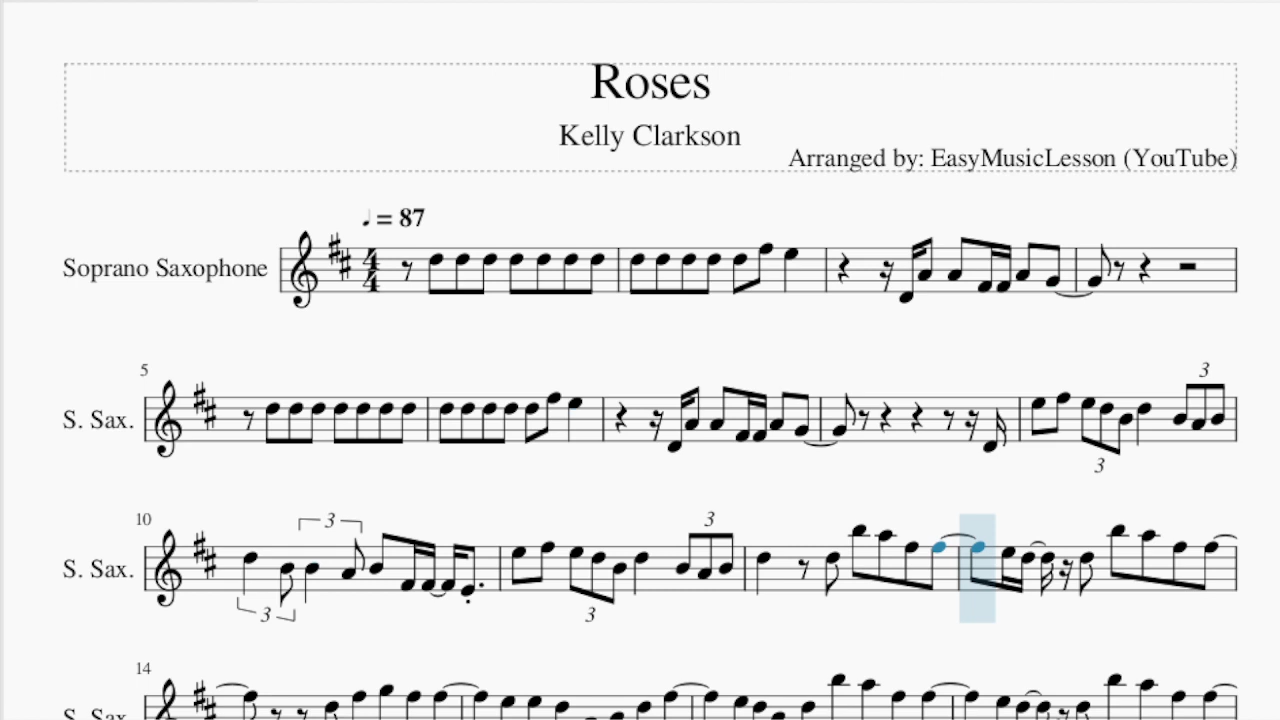 Roses
Kelly Clarkson
Arranged by: EasyMusicLesson (YouTube)
♩ = 87
Soprano Saxophone
4
4
5
3
S. Sax.
3
10
3
3
S. Sax.
3
3
14
S. Sax.